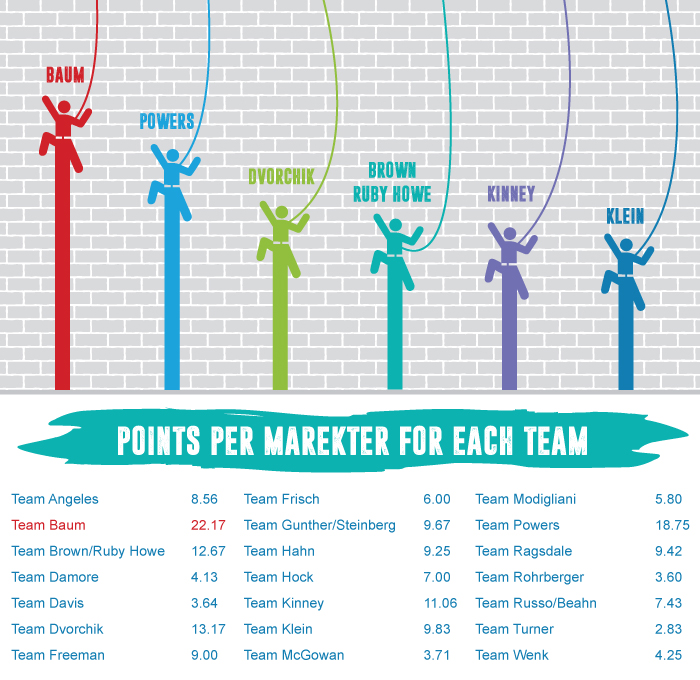 BAUM
POWERS
DVORCHIK
BROWN
RUBY HOWE
KINNEY
KLEIN
POINTS PER MAREKTER FOR EACH TEAM
Team Angeles 8.56 Team Frisch 6.00 Team Modigliani 5.80
Team Baum 22.17 Team Gunther/Steinberg 9.67 Team Powers 18.75
Team Brown/Ruby Howe 12.67 Team Hahn 9.25 Team Ragsdale 9.42
Team Damore 4.13 Team Hock 7.00 Team Rohrberger 3.60
Team Davis 3.64 Team Kinney 11.06 Team Russo/Beahn 7.43
Team Dvorchik 13.17 Team Klein 9.83 Team Turner 2.83
Team Freeman 9.00 Team McGowan 3.71 Team Wenk 4.25